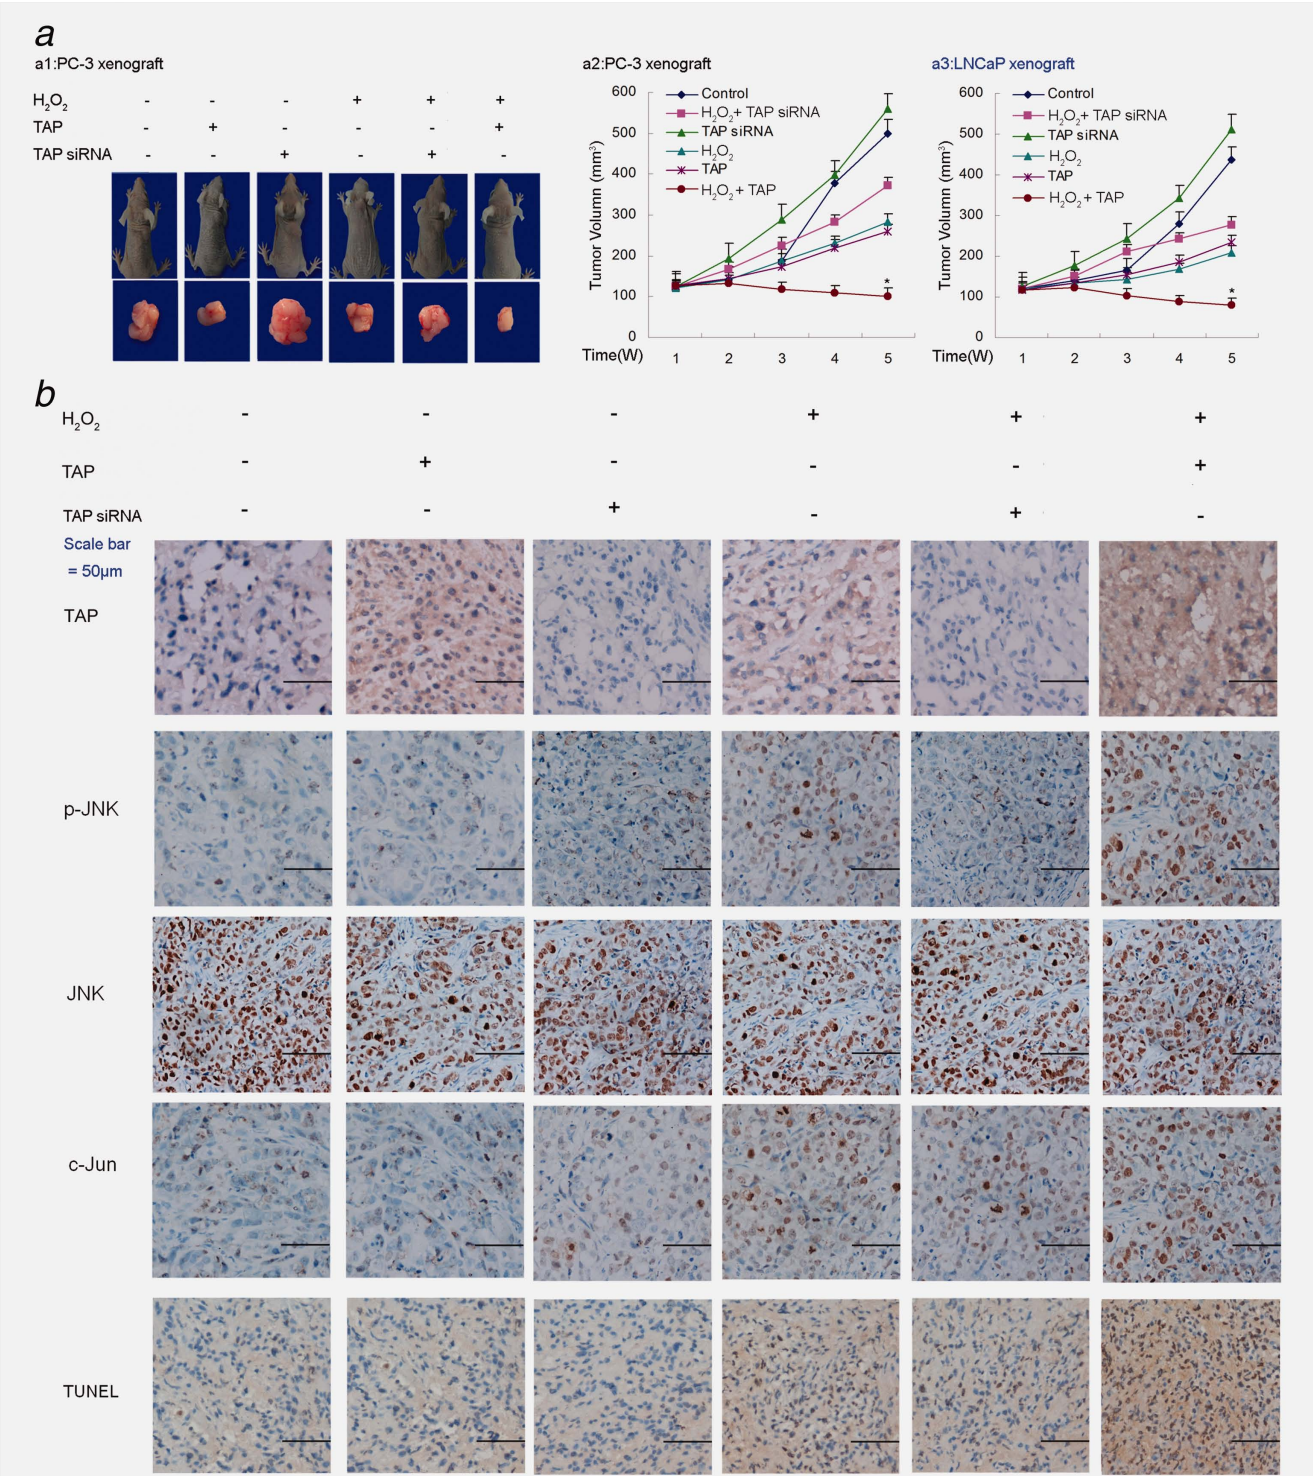 a
a1:PC-3 xenograft
H₂O₂ - - - + + +
TAP - + - - - +
TAP siRNA - - + - + -
a2:PC-3 xenograft
Tumor Volumn (mm³)
600
500
400
300
200
100
0
Control
H₂O₂+ TAP siRNA
TAP siRNA
H₂O₂
TAP
H₂O₂ + TAP
*
Time(W) 1 2 3 4 5
a3:LNCaP xenograft
Tumor Volumn (mm³)
600
500
400
300
200
100
0
Control
H₂O₂+ TAP siRNA
TAP siRNA
H₂O₂
TAP
H₂O₂ + TAP
*
Time(W) 1 2 3 4 5
b
H₂O₂ - - - + + +
TAP - + - - - +
TAP siRNA - - + - + -
Scale bar
= 50µm
TAP
p-JNK
JNK
c-Jun
TUNEL